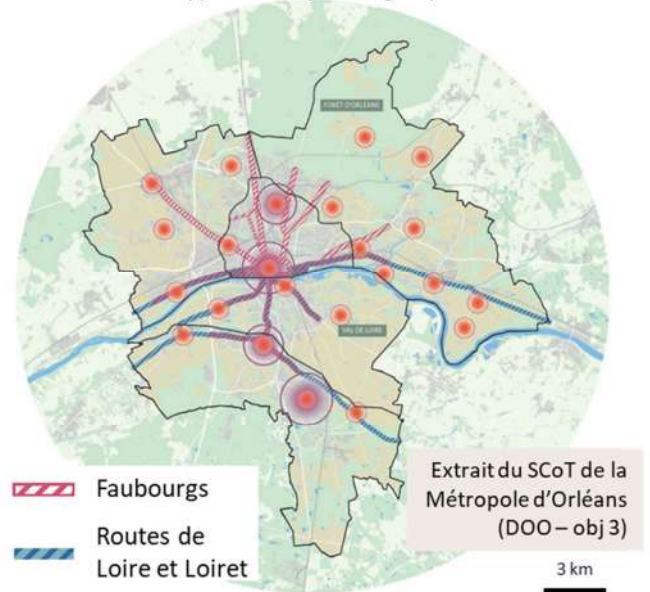 FORÊT D'ORLÉANS
VAL DE LOIRE
Faubourgs
Routes de
Loire et Loiret
Extrait du SCoT de la
Métropole d'Orléans
(DOO – obj 3)
3 km